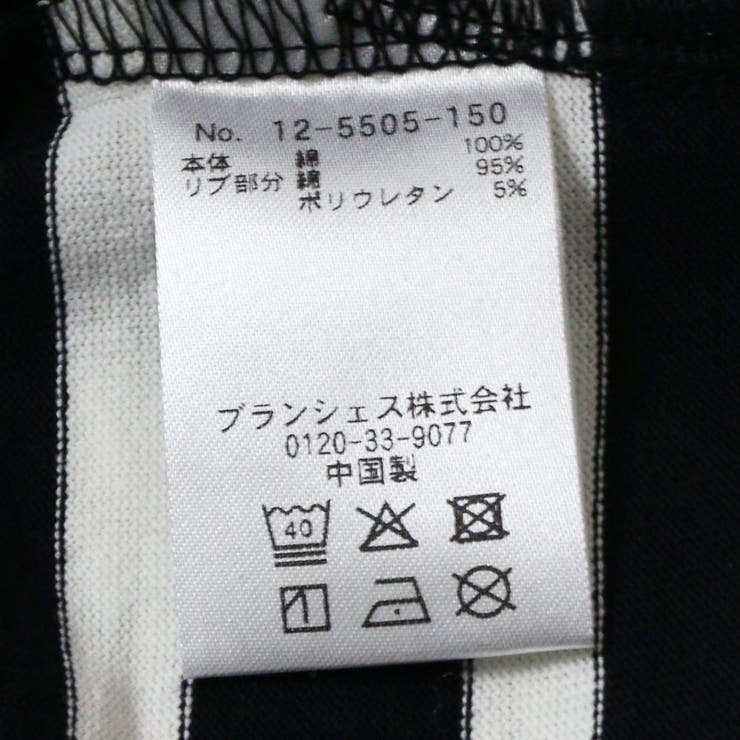 No. 12-5505-150
本体 綿 100%
リブ部分 綿 95%
ポリウレタン 5%
ブランシェス株式会社
0120-33-9077
中国製
40